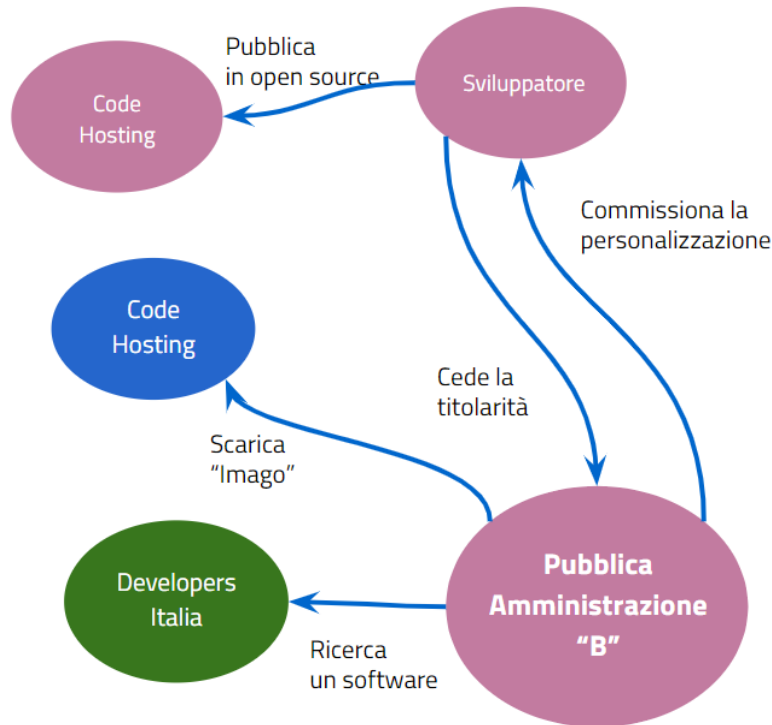 Pubblica
in open source
Sviluppatore
Code
Hosting
Commissiona la
personalizzazione
Code
Hosting
Cede la
titolarità
Scarica
“Imago”
Pubblica
Amministrazione
“B”
Developers
Italia
Ricerca
un software